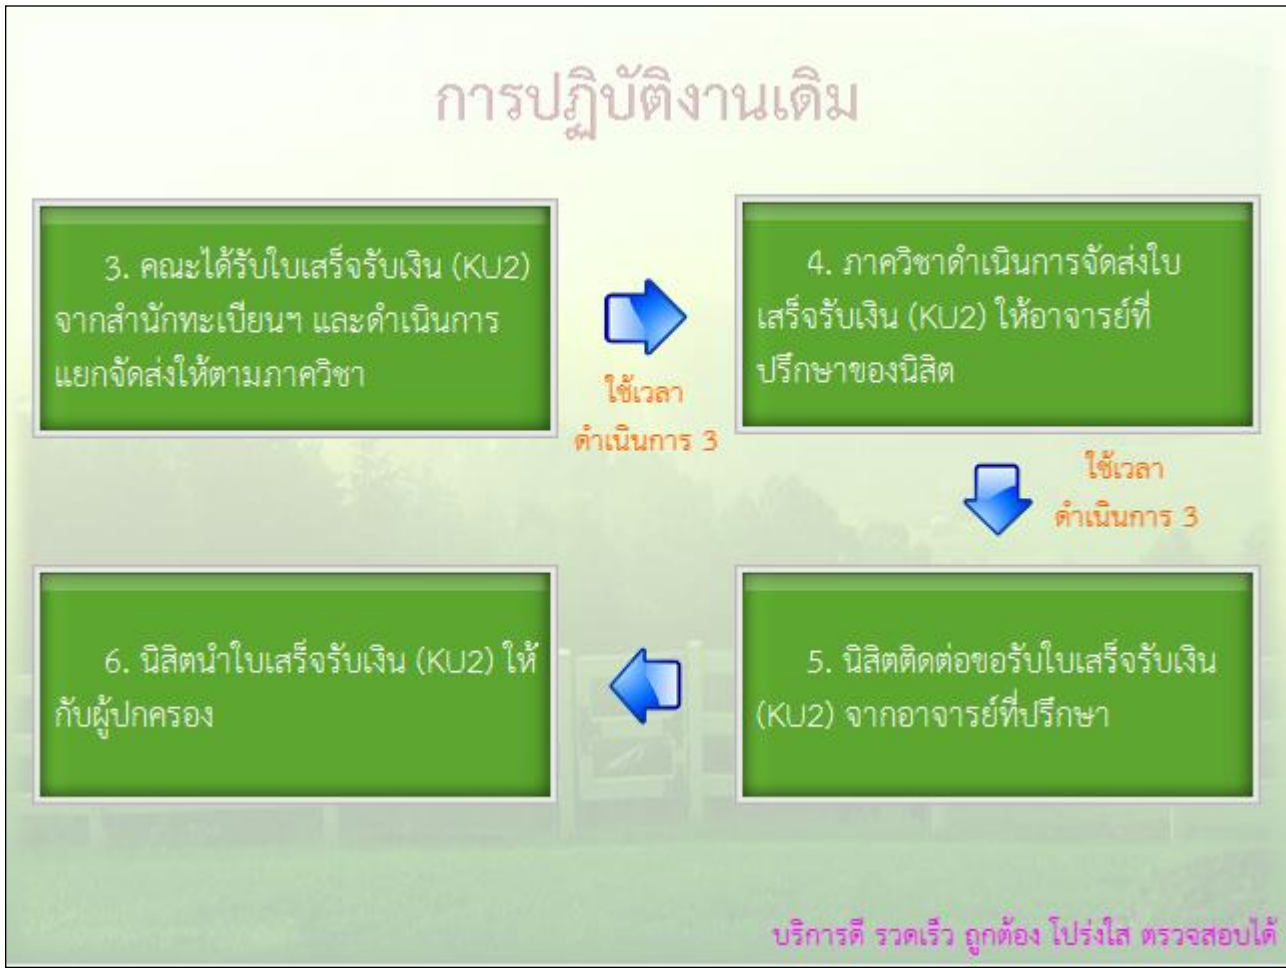 การปฏิบัติงานเดิม
3. คณะได้รับใบเสร็จรับเงิน (KU2)
จากสำนักทะเบียนฯ และดำเนินการ
แยกจัดส่งให้ตามภาควิชา
ใช้เวลา
ดำเนินการ 3
4. ภาควิชาดำเนินการจัดส่งใบ
เสร็จรับเงิน (KU2) ให้อาจารย์ที่
ปรึกษาของนิสิต
ใช้เวลา
ดำเนินการ 3
5. นิสิตติดต่อขอรับใบเสร็จรับเงิน
(KU2) จากอาจารย์ที่ปรึกษา
6. นิสิตนำใบเสร็จรับเงิน (KU2) ให้
กับผู้ปกครอง
บริการดี รวดเร็ว ถูกต้อง โปร่งใส ตรวจสอบได้